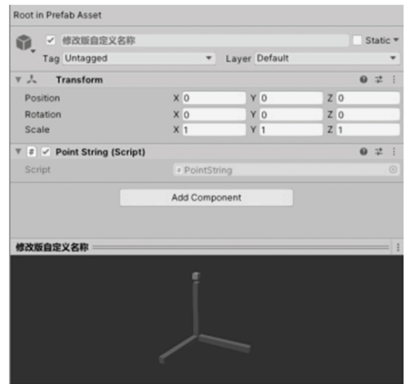 Root in Prefab Asset
修改版自定义名称 Static
Tag Untagged Layer Default
Transform
Position X 0 Y 0 Z 0
Rotation X 0 Y 0 Z 0
Scale X 1 Y 1 Z 1
# Point String (Script)
Script PointString
Add Component
修改版自定义名称